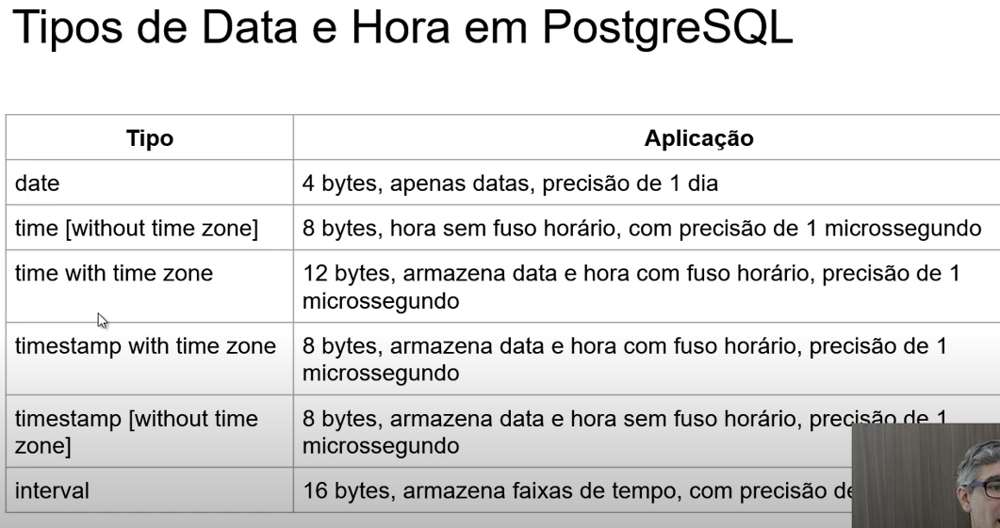 Tipos de Data e Hora em PostgreSQL
Tipo
Aplicação
date
4 bytes, apenas datas, precisão de 1 dia
time [without time zone]
8 bytes, hora sem fuso horário, com precisão de 1 microssegundo
time with time zone
12 bytes, armazena data e hora com fuso horário, precisão de 1
microssegundo
timestamp with time zone
8 bytes, armazena data e hora com fuso horário, precisão de 1
microssegundo
timestamp [without time
zone]
8 bytes, armazena data e hora sem fuso horário, precisão de 1
microssegundo
interval
16 bytes, armazena faixas de tempo, com precisão de